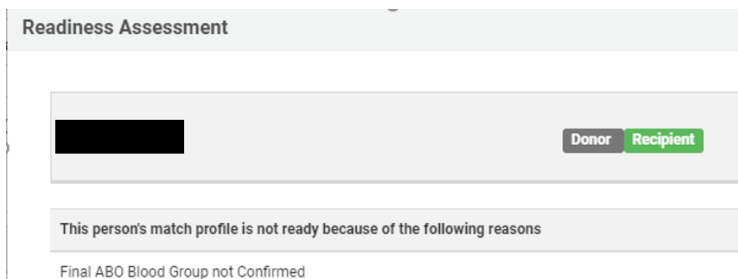 Readiness Assessment
Donor Recipient
This person's match profile is not ready because of the following reasons
Final ABO Blood Group not Confirmed